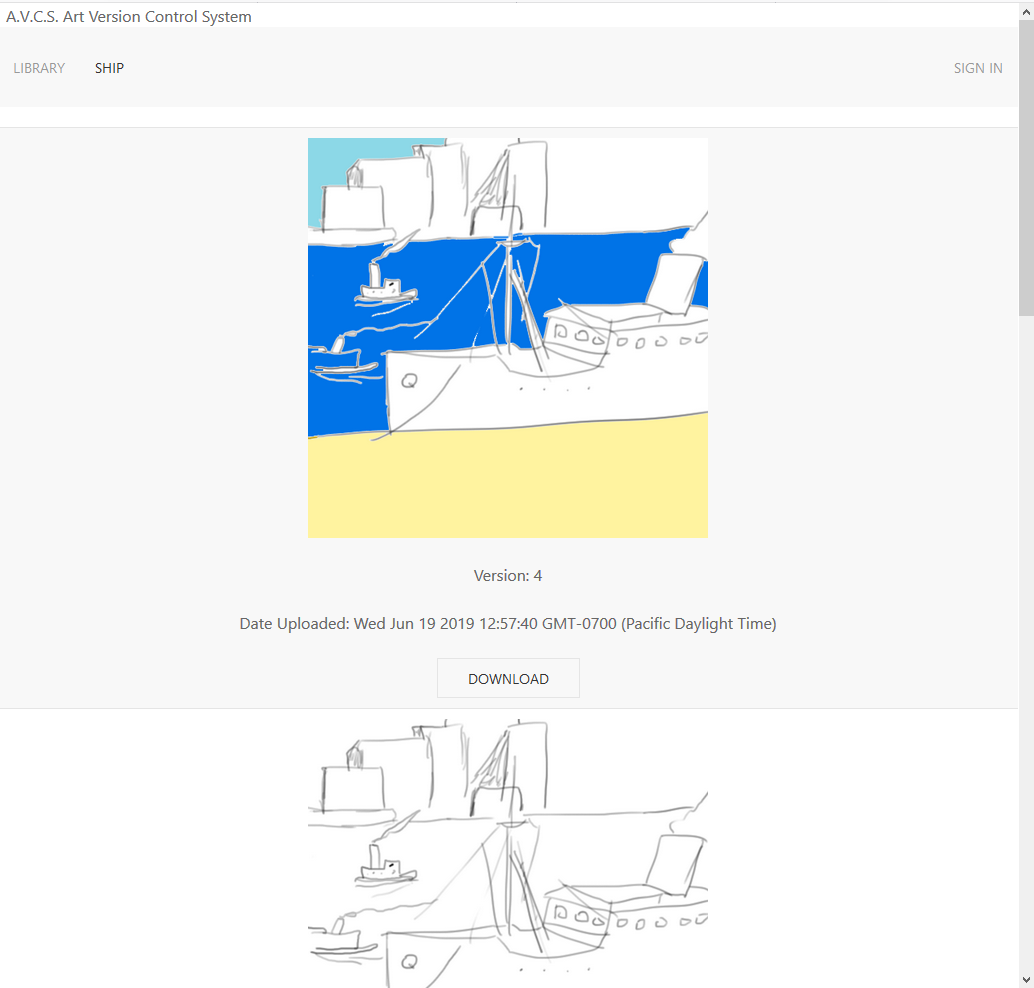 A.V.C.S. Art Version Control System
LIBRARY SHIP SIGN IN
Q
Version: 4
Date Uploaded: Wed Jun 19 2019 12:57:40 GMT-0700 (Pacific Daylight Time)
DOWNLOAD
Q